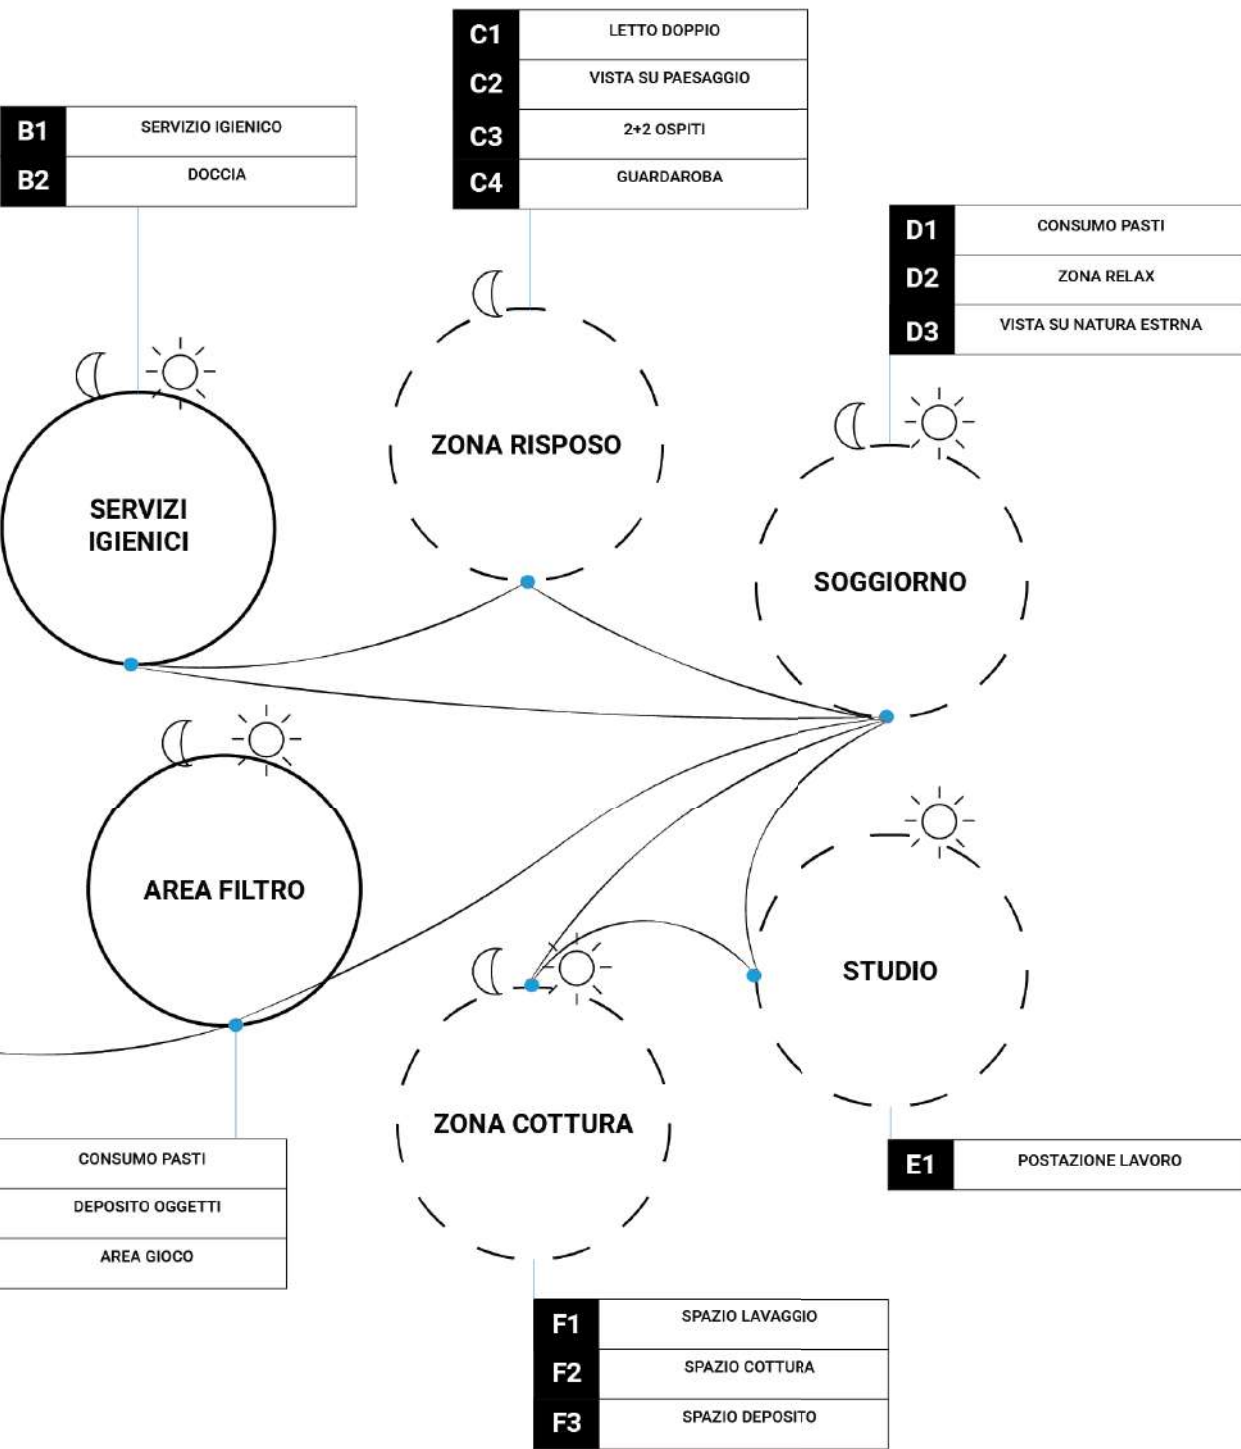 C1 LETTO DOPPIO
C2 VISTA SU PAESAGGIO
C3 2+2 OSPITI
C4 GUARDAROBA
B1 SERVIZIO IGIENICO
B2 DOCCIA
D1 CONSUMO PASTI
D2 ZONA RELAX
D3 VISTA SU NATURA ESTRNA
ZONA RISPOSO
SERVIZI
IGIENICI
SOGGIORNO
AREA FILTRO
STUDIO
ZONA COTTURA
CONSUMO PASTI
DEPOSITO OGGETTI
AREA GIOCO
E1 POSTAZIONE LAVORO
F1 SPAZIO LAVAGGIO
F2 SPAZIO COTTURA
F3 SPAZIO DEPOSITO